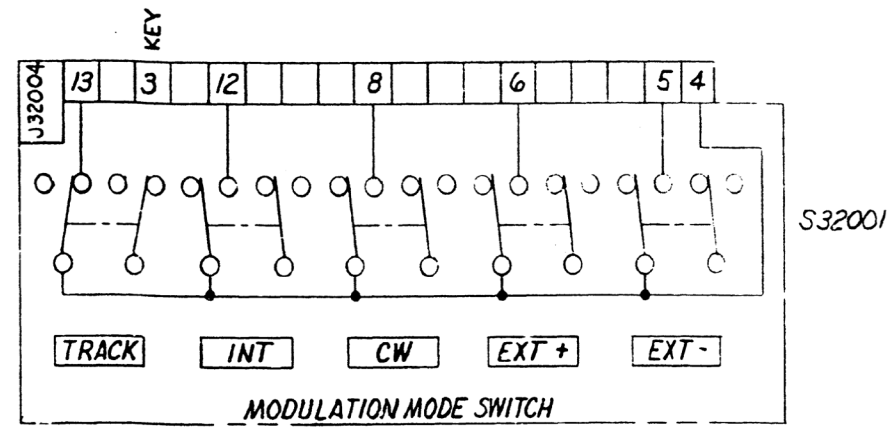 KEY
J32004 13 3 12 8 6 5 4
S32001
TRACK INT CW EXT + EXT -
MODULATION MODE SWITCH